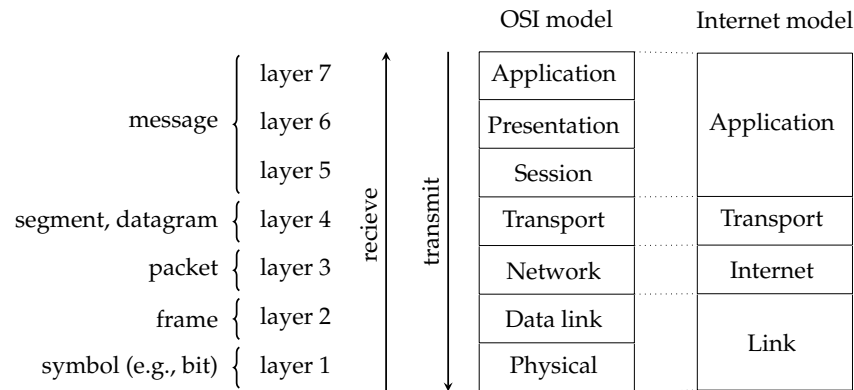 OSI model Internet model
layer 7 Application
message layer 6 Presentation Application
layer 5 Session
segment, datagram layer 4 Transport Transport
packet layer 3 Network Internet
frame layer 2 Data link
Link
symbol (e.g., bit) layer 1 Physical
recieve
transmit